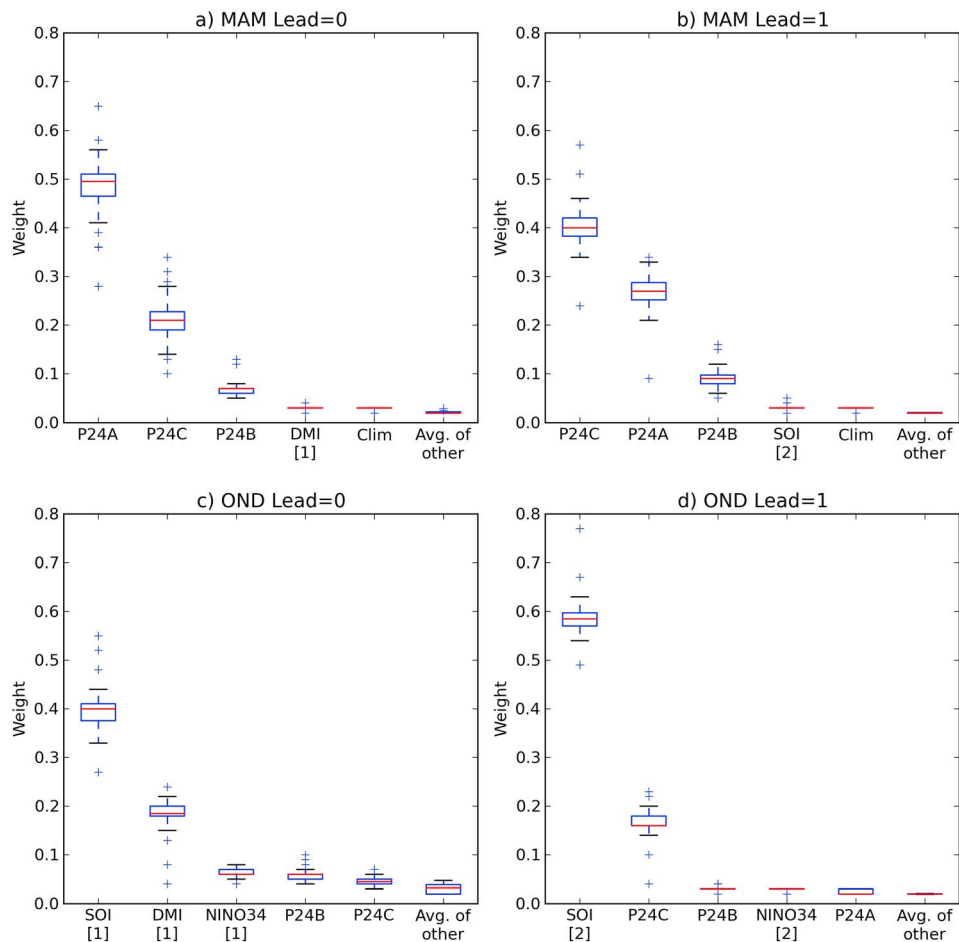 a) MAM Lead=0
0.8
0.7
0.6
0.5
0.4
0.3
0.2
0.1
0.0
Weight
P24A P24C P24B DMI Clim Avg. of
[1] other
b) MAM Lead=1
0.8
0.7
0.6
0.5
0.4
0.3
0.2
0.1
0.0
Weight
P24C P24A P24B SOI Clim Avg. of
[2] other
c) OND Lead=0
0.8
0.7
0.6
0.5
0.4
0.3
0.2
0.1
0.0
Weight
SOI DMI NINO34 P24B P24C Avg. of
[1] [1] [1] other
d) OND Lead=1
0.8
0.7
0.6
0.5
0.4
0.3
0.2
0.1
0.0
Weight
SOI P24C P24B NINO34 P24A Avg. of
[2] [2] other